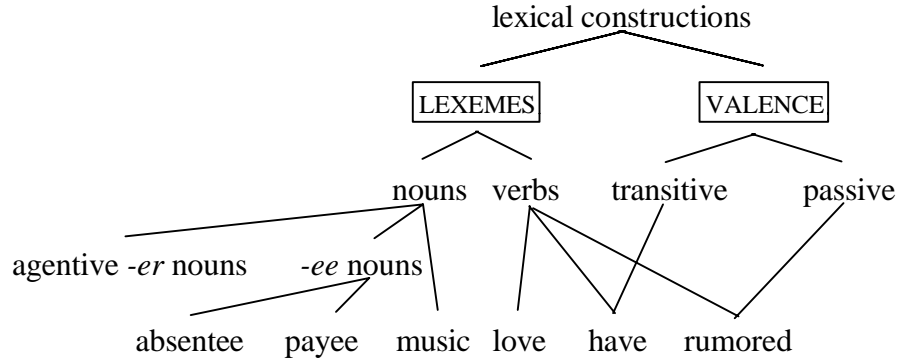 lexical constructions
LEXEMES VALENCE
nouns verbs transitive passive
agentive -er nouns -ee nouns
absentee payee music love have rumored